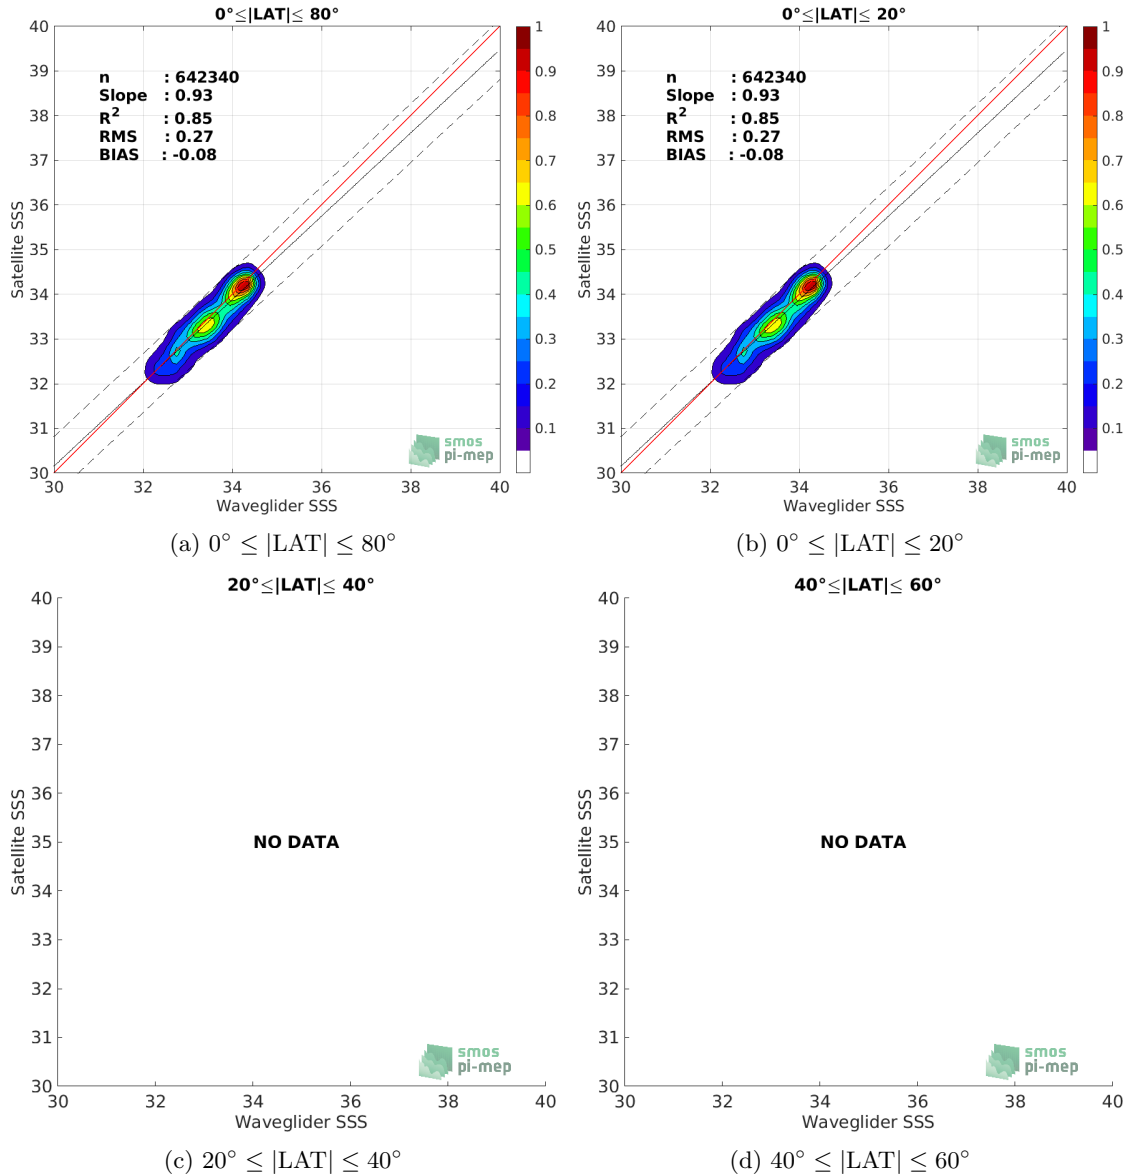 0°≤|LAT|≤ 80°
n : 642340
Slope : 0.93
R² : 0.85
RMS : 0.27
BIAS : -0.08
40
39
38
37
36
35
34
33
32
31
30
30 32 34 36 38 40
Satellite SSS
Waveglider SSS
1
0.9
0.8
0.7
0.6
0.5
0.4
0.3
0.2
0.1
smos
pi-mep
(a) 0° ≤ |LAT| ≤ 80°
0°≤|LAT|≤ 20°
n : 642340
Slope : 0.93
R² : 0.85
RMS : 0.27
BIAS : -0.08
40
39
38
37
36
35
34
33
32
31
30
30 32 34 36 38 40
Satellite SSS
Waveglider SSS
1
0.9
0.8
0.7
0.6
0.5
0.4
0.3
0.2
0.1
smos
pi-mep
(b) 0° ≤ |LAT| ≤ 20°
20°≤|LAT|≤ 40°
40
39
38
37
36
35
34
33
32
31
30
30 32 34 36 38 40
Satellite SSS
NO DATA
Waveglider SSS
smos
pi-mep
(c) 20° ≤ |LAT| ≤ 40°
40°≤|LAT|≤ 60°
40
39
38
37
36
35
34
33
32
31
30
30 32 34 36 38 40
Satellite SSS
NO DATA
Waveglider SSS
smos
pi-mep
(d) 40° ≤ |LAT| ≤ 60°